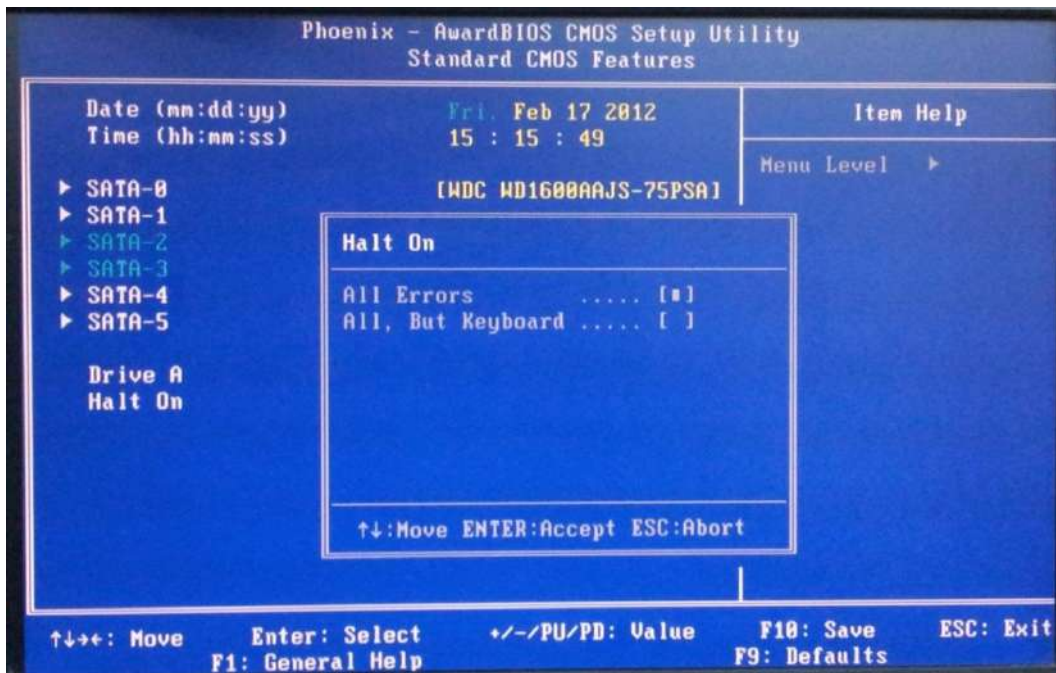 Phoenix - AwardBIOS CMOS Setup Utility
Standard CMOS Features
Date (mm:dd:yy) Fri, Feb 17 2012
Time (hh:mm:ss) 15 : 15 : 49
Item Help
Menu Level ▶
▶ SATA-0 [WDC WD1600AAJS-75PSA]
▶ SATA-1
▶ SATA-2
▶ SATA-3
▶ SATA-4
▶ SATA-5
Drive A
Halt On
Halt On
All Errors ..... [■]
All, But Keyboard ..... [ ]
↑↓:Move ENTER:Accept ESC:Abort
↑↓→←: Move Enter: Select +/-/PU/PD: Value F10: Save ESC: Exit
F1: General Help F9: Defaults